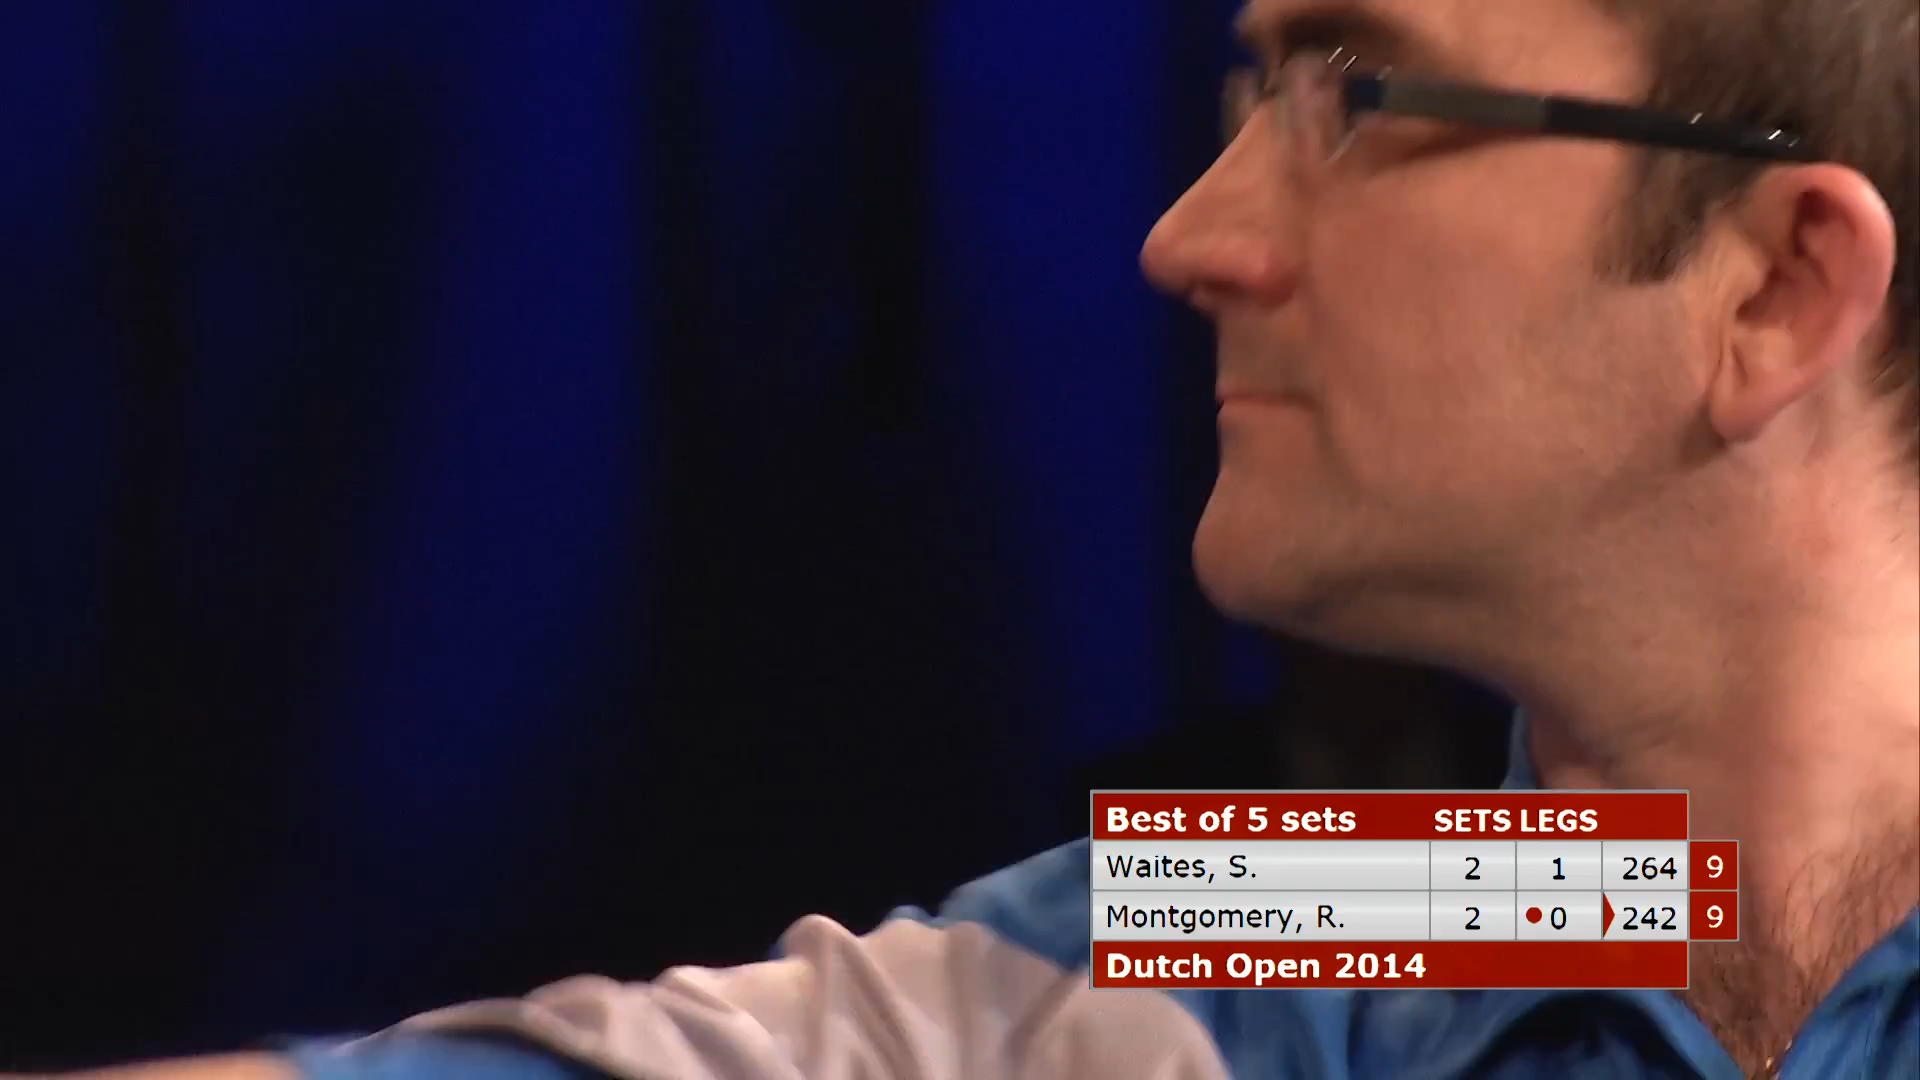 Best of 5 sets SETS LEGS
Waites, S. 2 1 264 9
Montgomery, R. 2 0 242 9
Dutch Open 2014